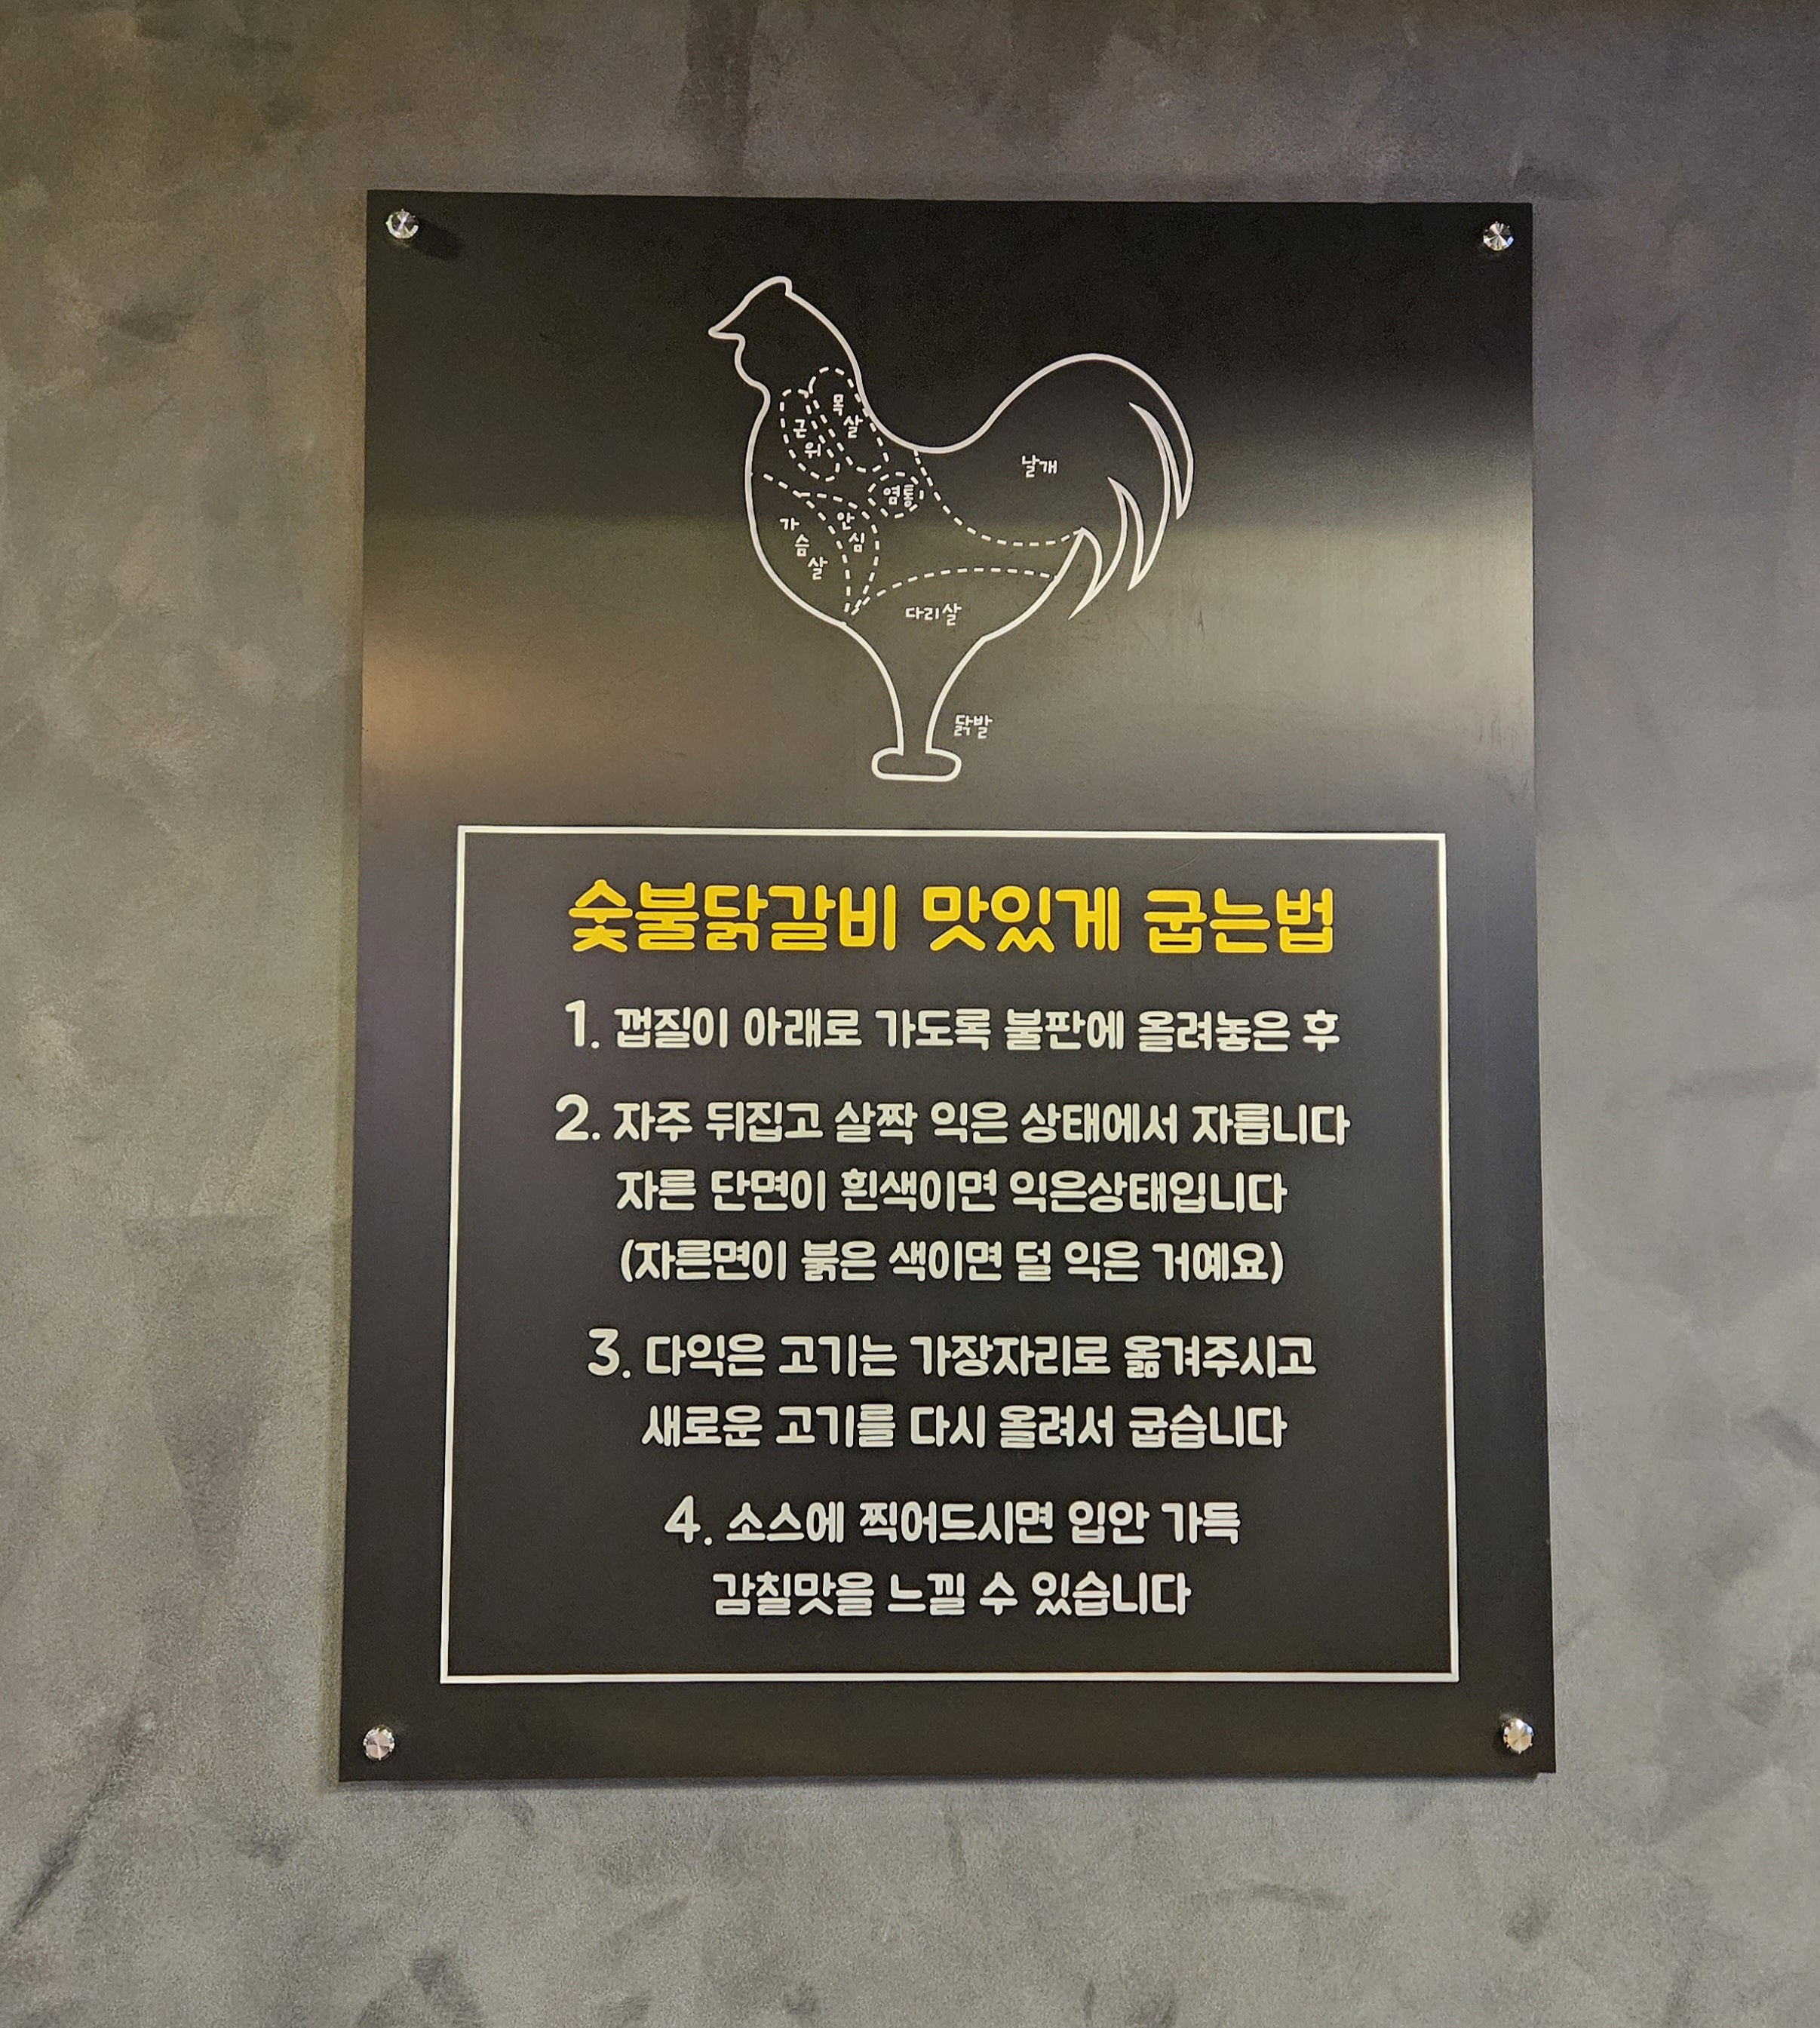 목살
근위
날개
염통
안심
가슴살
다리살
닭발
숯불닭갈비 맛있게 굽는법
1. 껍질이 아래로 가도록 불판에 올려놓은 후
2. 자주 뒤집고 살짝 익은 상태에서 자릅니다
자른 단면이 흰색이면 익은상태입니다
(자른면이 붉은 색이면 덜 익은 거예요)
3. 다익은 고기는 가장자리로 옮겨주시고
새로운 고기를 다시 올려서 굽습니다
4. 소스에 찍어드시면 입안 가득
감칠맛을 느낄 수 있습니다